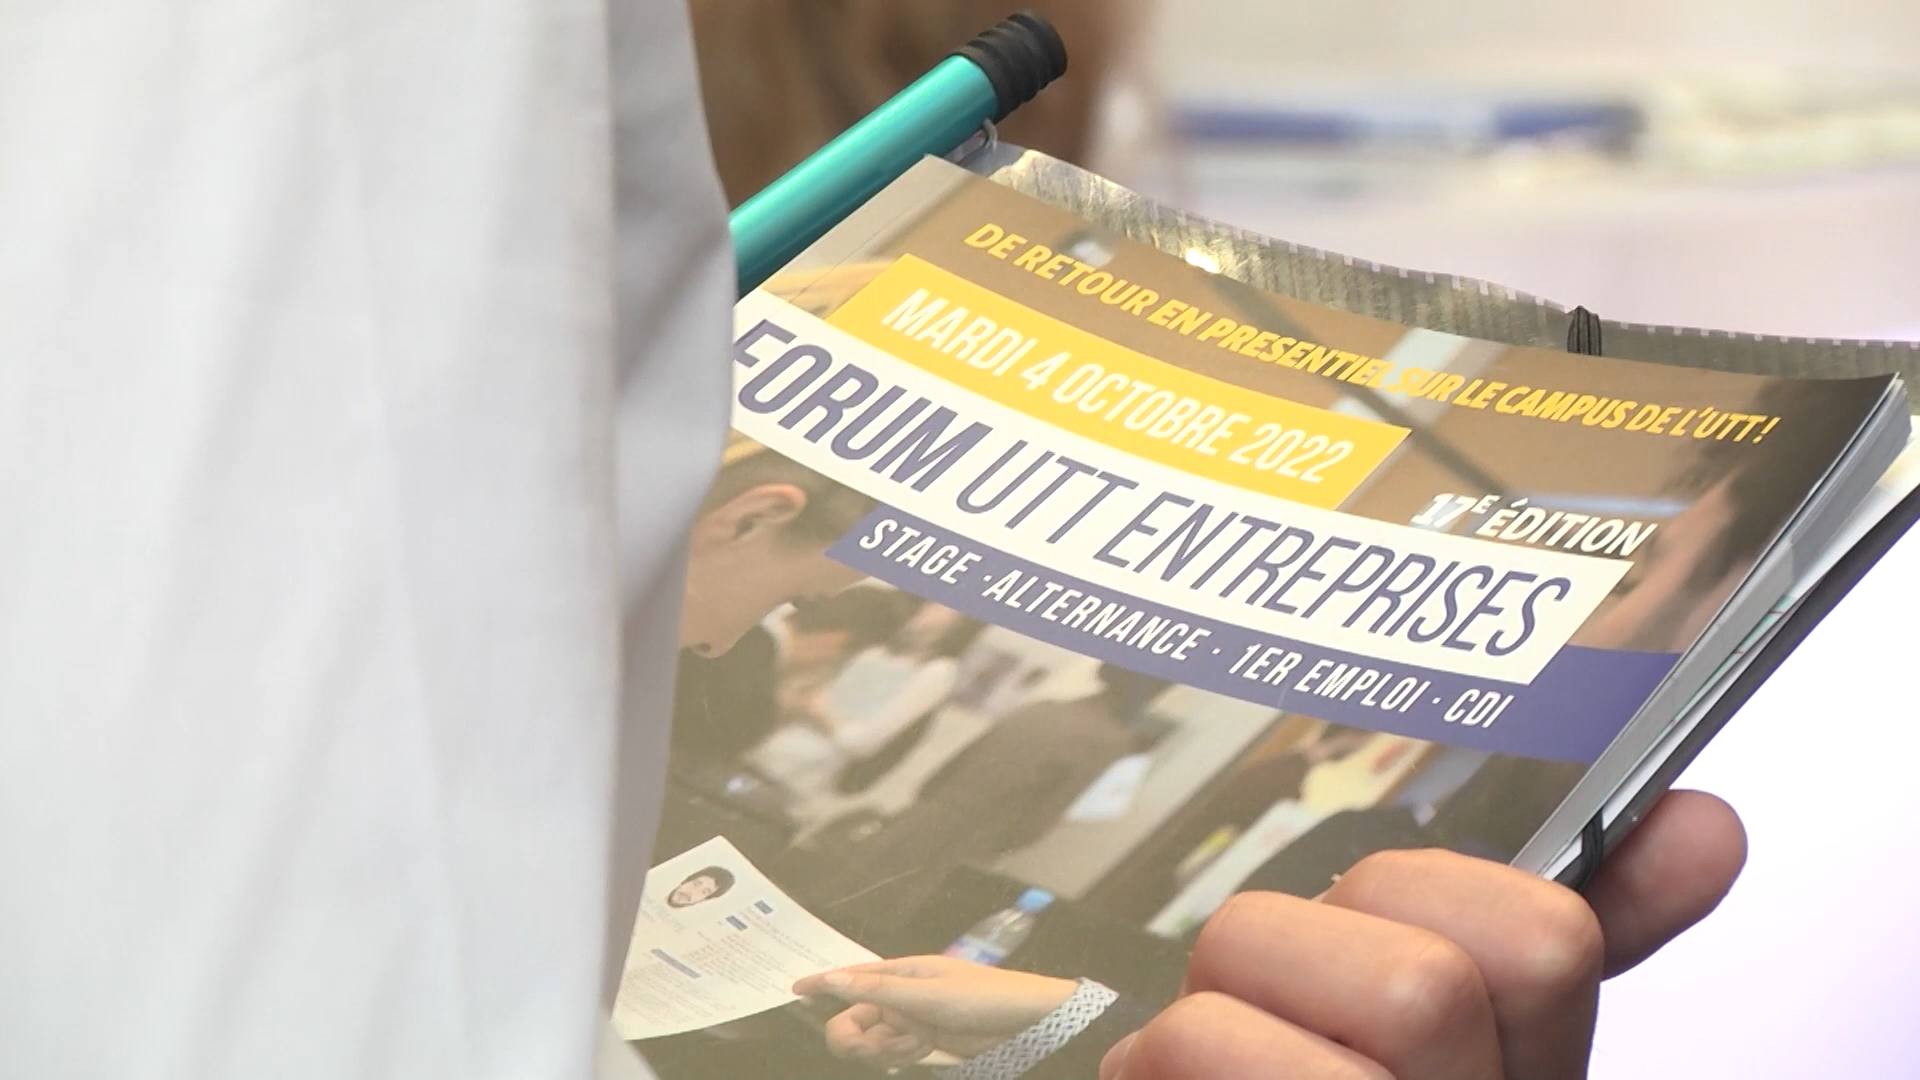 DE RETOUR EN PRESENTIEL SUR LE CAMPUS DE L'UTT!
MARDI 4 OCTOBRE 2022
17E ÉDITION
FORUM UTT ENTREPRISES
STAGE · ALTERNANCE · 1ER EMPLOI · CDI